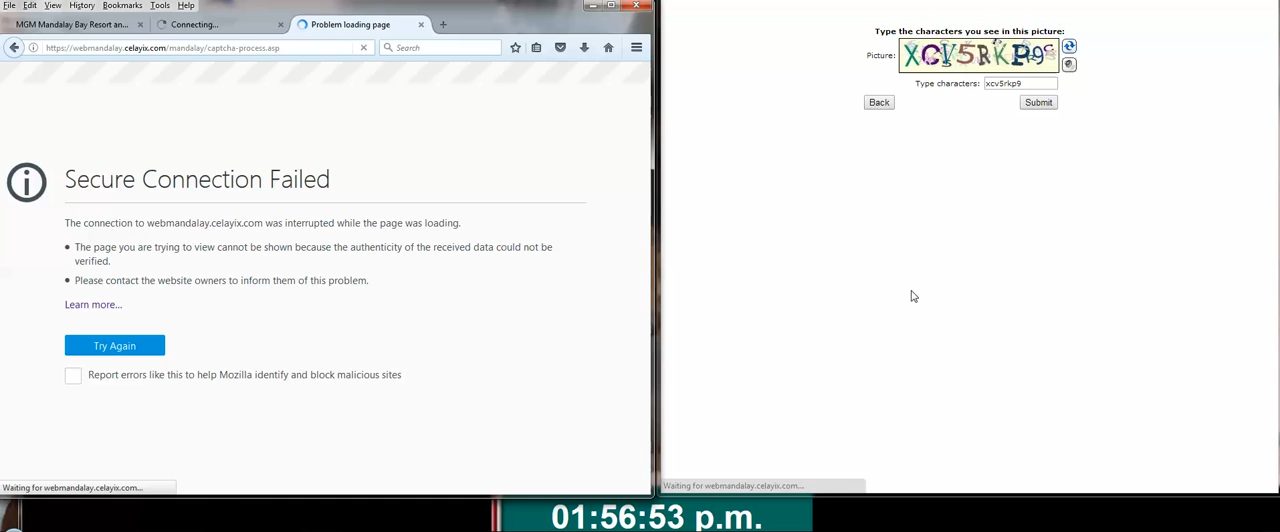 File Edit View History Bookmarks Tools Help
MGM Mandalay Bay Resort an... Connecting... Problem loading page
https://webmandalay.celayix.com/mandalay/captcha-process.asp Search
Secure Connection Failed
The connection to webmandalay.celayix.com was interrupted while the page was loading.
The page you are trying to view cannot be shown because the authenticity of the received data could not be
verified.
Please contact the website owners to inform them of this problem.
Learn more...
Try Again
Report errors like this to help Mozilla identify and block malicious sites
Waiting for webmandalay.celayix.com...
Type the characters you see in this picture:
Picture: XCV5RKP9
Type characters: xcv5rkp9
Back Submit
Waiting for webmandalay.celayix.com...
01:56:53 p.m.